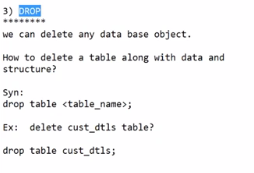 3) DROP
********
we can delete any data base object.
How to delete a table along with data and
structure?
Syn:
drop table <table_name>;
Ex:  delete cust_dtls table?
drop table cust_dtls;